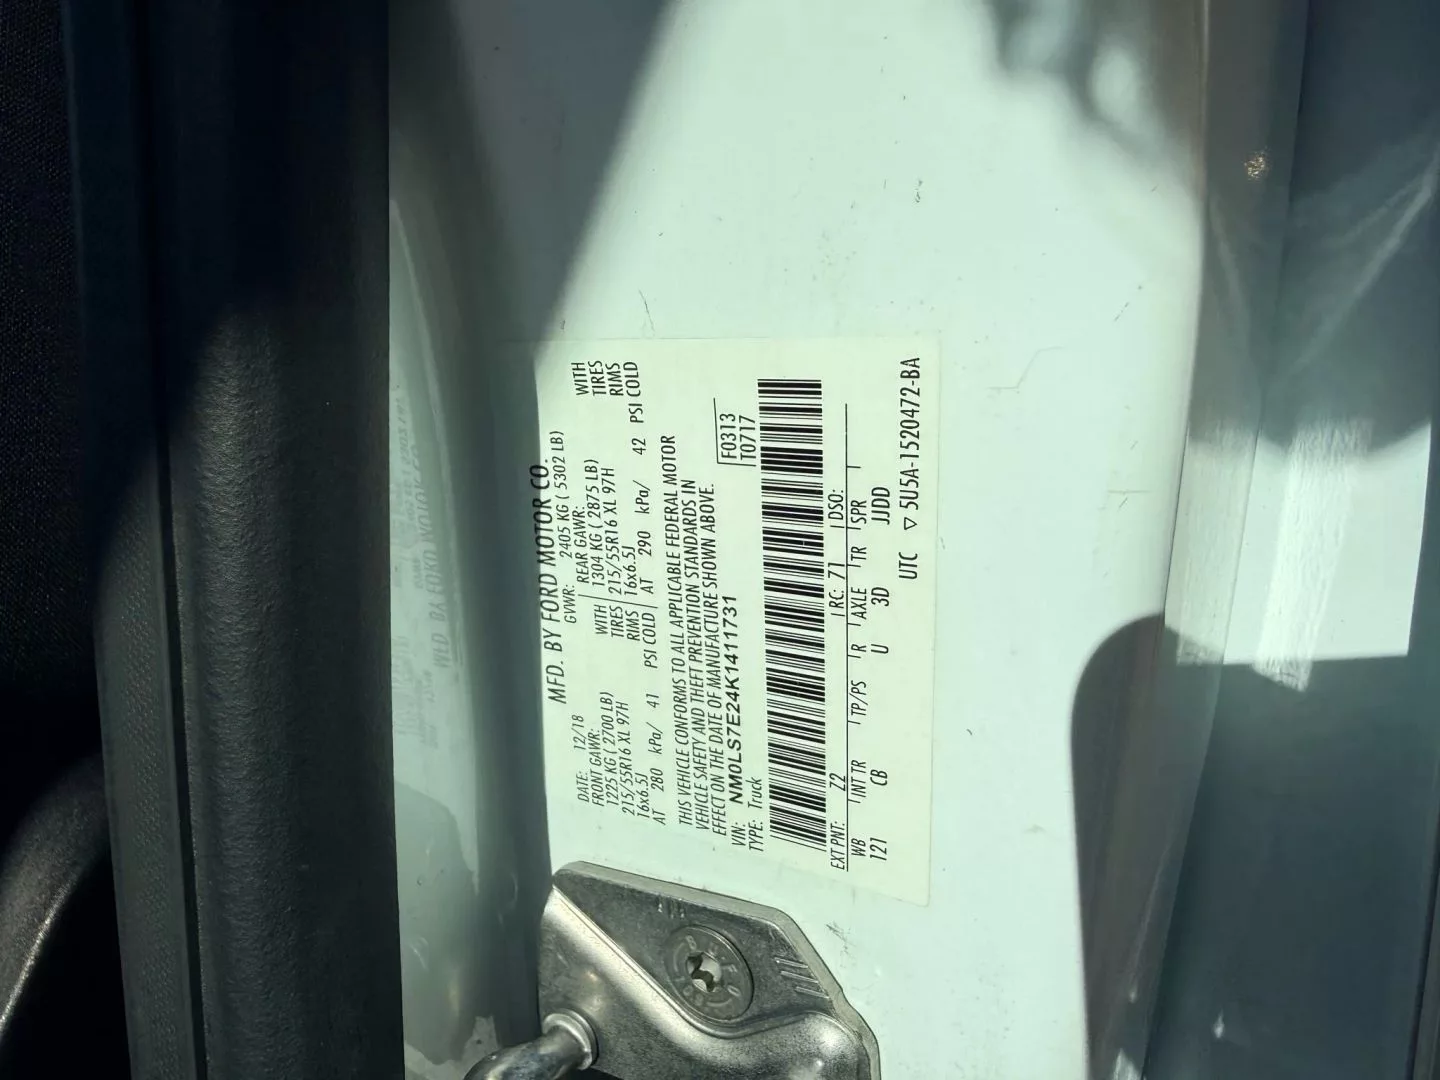 MFD. BY FORD MOTOR CO.
DATE: 12/18 GVWR: 2405 KG ( 5302 LB)
FRONT GAWR: REAR GAWR:
1225 KG ( 2700 LB) WITH 1304 KG ( 2875 LB) WITH
215/55R16 XL 97H TIRES 215/55R16 XL 97H TIRES
16x6.5J RIMS 16x6.5J RIMS
AT 280 kPa/ 41 PSI COLD AT 290 kPa/ 42 PSI COLD
THIS VEHICLE CONFORMS TO ALL APPLICABLE FEDERAL MOTOR
VEHICLE SAFETY AND THEFT PREVENTION STANDARDS IN
EFFECT ON THE DATE OF MANUFACTURE SHOWN ABOVE.
VIN: NM0LS7E24K1411731 F0313
TYPE: Truck T0717
EXT PNT: Z2 RC: 71 DSO:
WB INT TR TP/PS R AXLE TR SPR
121 CB U 3D JJDD
UTC ▽ 5U5A-1520472-BA